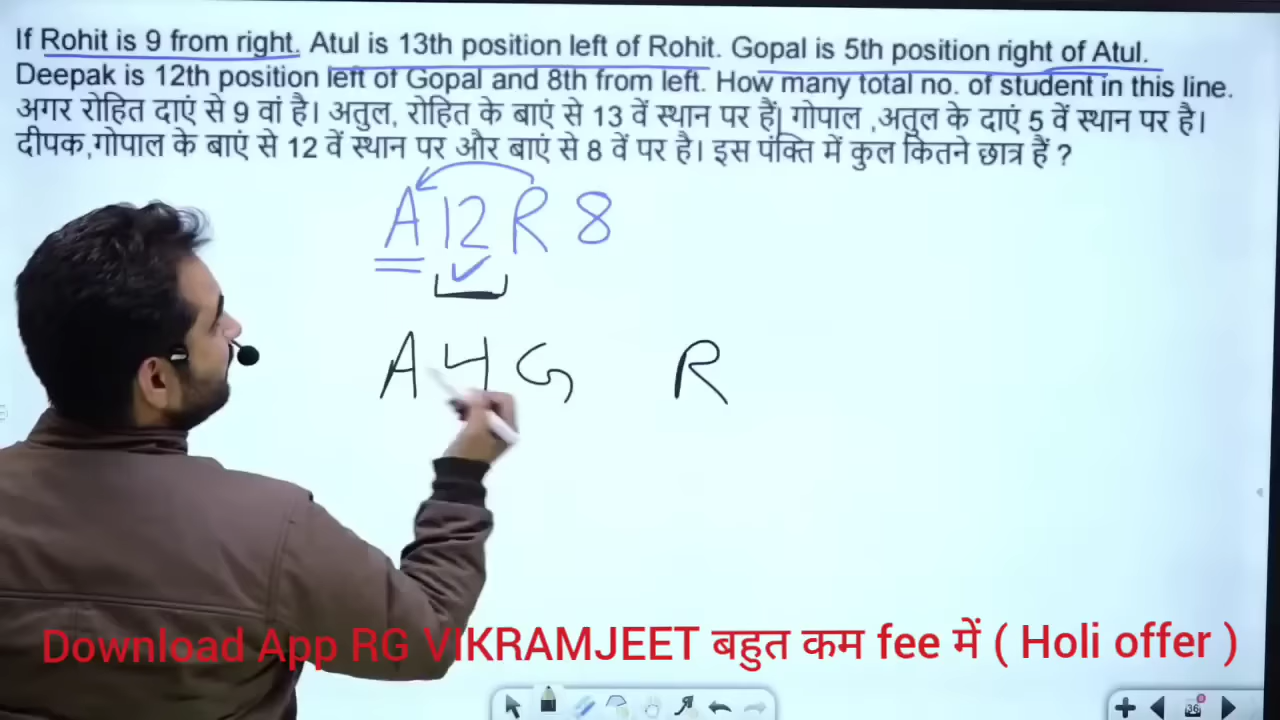 If Rohit is 9 from right. Atul is 13th position left of Rohit. Gopal is 5th position right of Atul.
Deepak is 12th position left of Gopal and 8th from left. How many total no. of student in this line.
अगर रोहित दाएं से 9 वां है। अतुल, रोहित के बाएं से 13 वें स्थान पर हैं| गोपाल ,अतुल के दाएं 5 वें स्थान पर है।
दीपक,गोपाल के बाएं से 12 वें स्थान पर और बाएं से 8 वें पर है। इस पंक्ति में कुल कितने छात्र हैं ?
A 12 R 8
A 4 G R
Download App RG VIKRAMJEET बहुत कम fee में ( Holi offer )
36